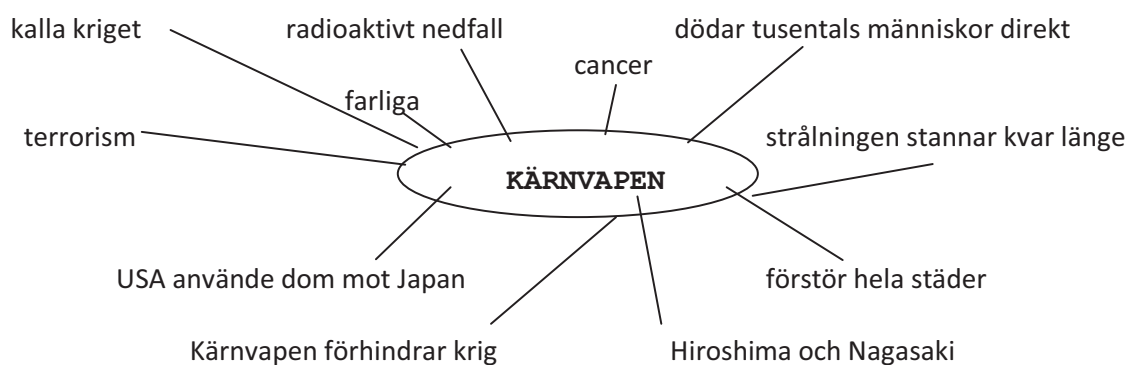 kalla kriget
radioaktivt nedfall
dödar tusentals människor direkt
cancer
farliga
terrorism
strålningen stannar kvar länge
KÄRNVAPEN
USA använde dom mot Japan
förstör hela städer
Kärnvapen förhindrar krig
Hiroshima och Nagasaki